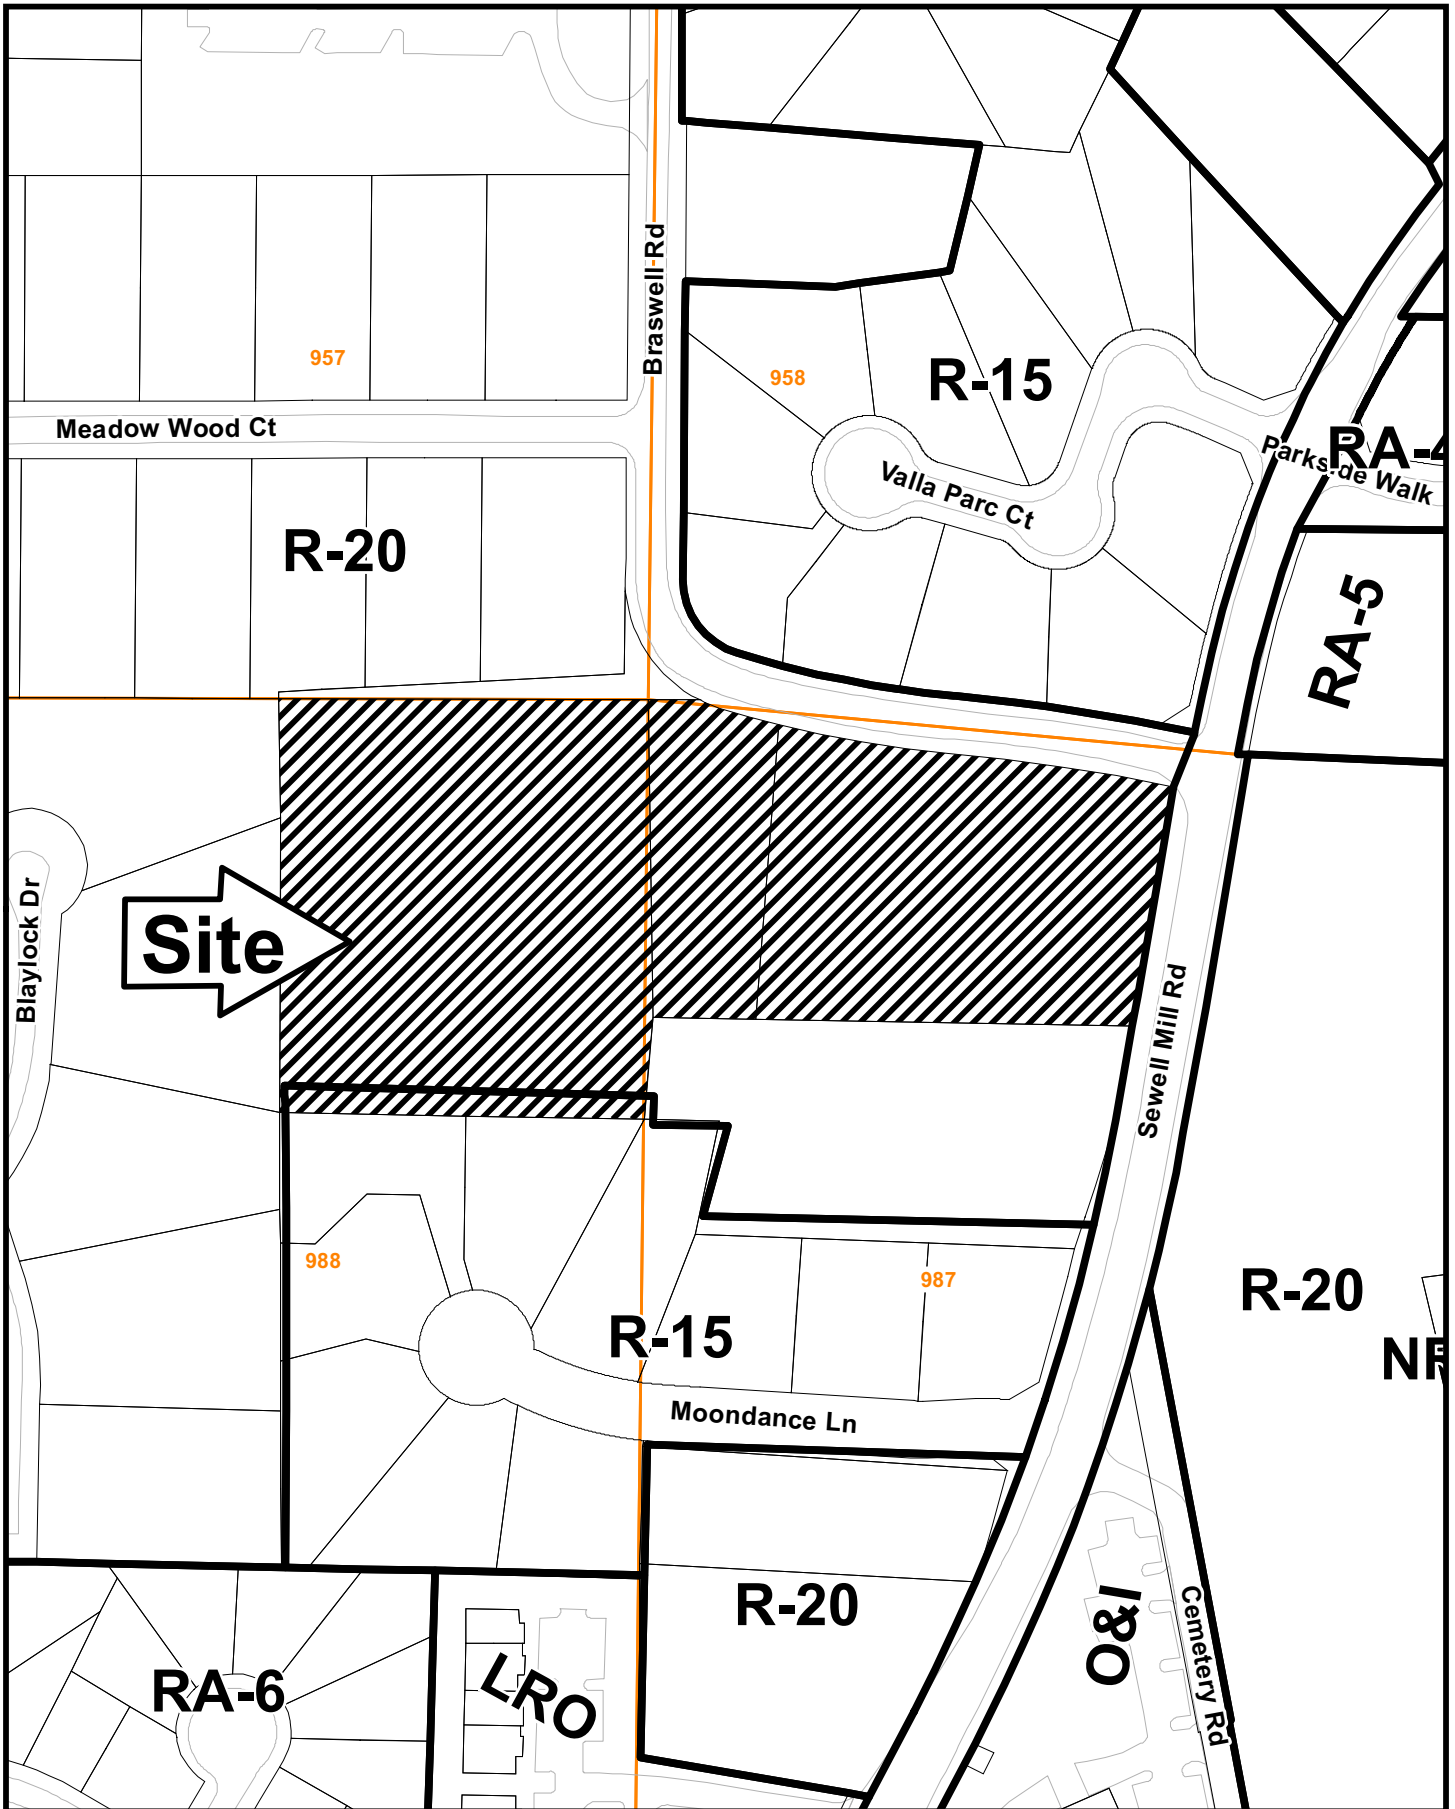 Braswell Rd
957
958
R-15
Meadow Wood Ct
Parkside Walk
RA-4
Valla Parc Ct
R-20
RA-5
Blaylock Dr
Site
Sewell Mill Rd
988
987
R-20
R-15
Moondance Ln
R-20
O&I
Cemetery Rd
RA-6
LRO